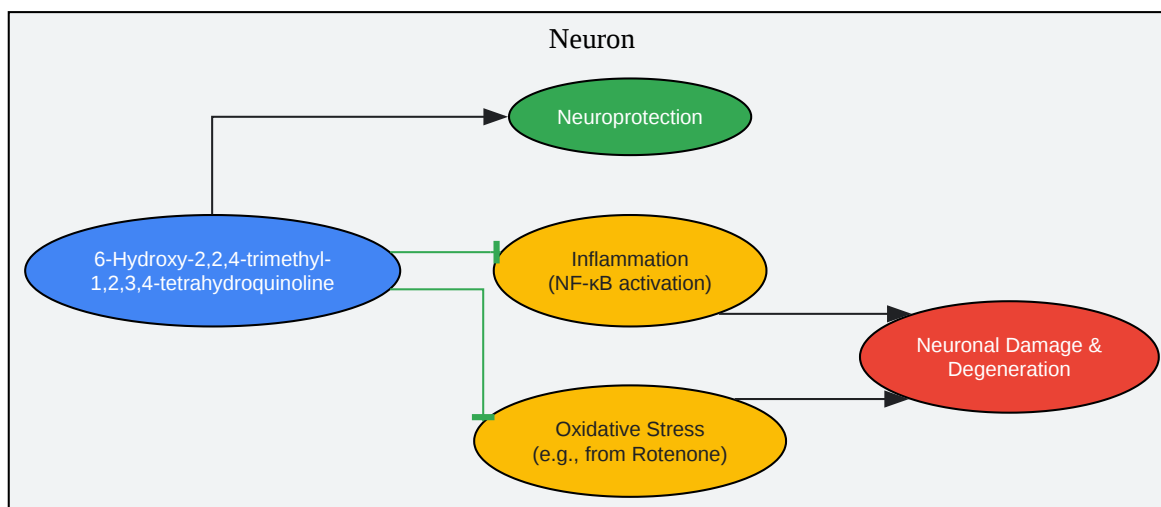 Neuron
Neuroprotection
6-Hydroxy-2,2,4-trimethyl-
1,2,3,4-tetrahydroquinoline
Inflammation
(NF-κB activation)
Neuronal Damage &
Degeneration
Oxidative Stress
(e.g., from Rotenone)